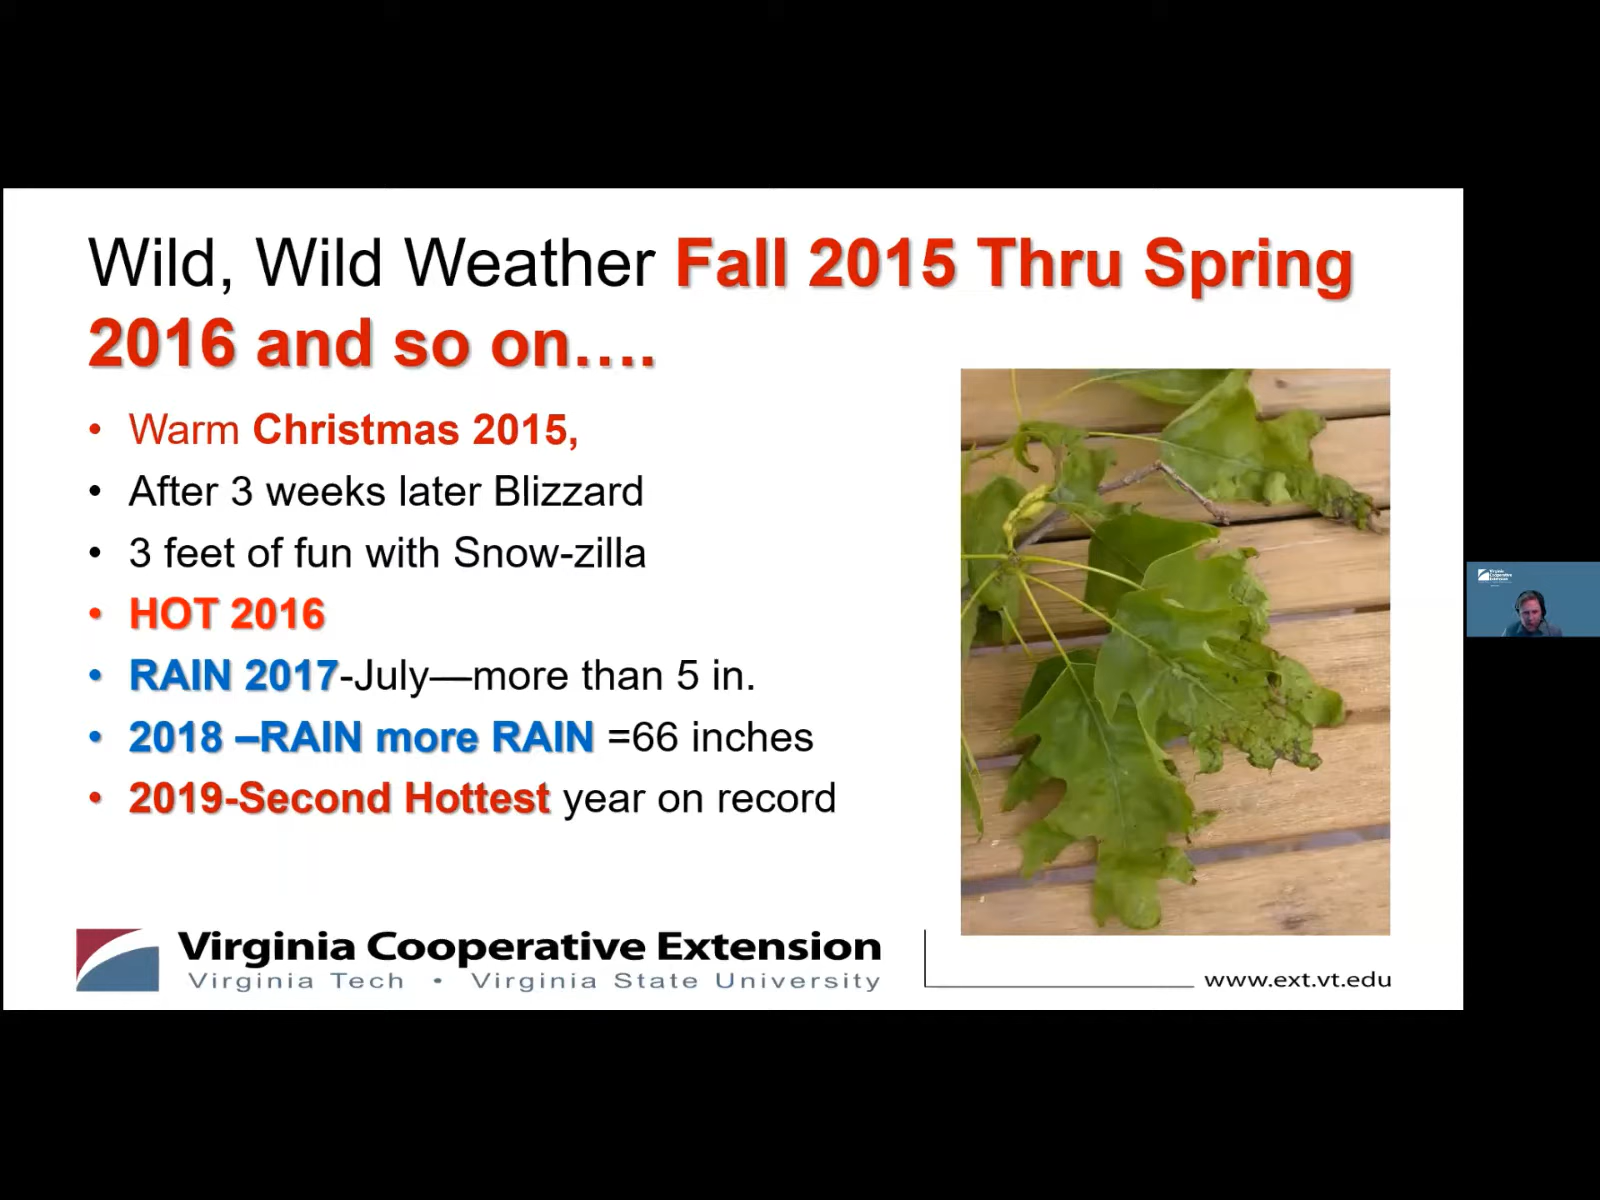 Wild, Wild Weather Fall 2015 Thru Spring
2016 and so on….
• Warm Christmas 2015,
• After 3 weeks later Blizzard
• 3 feet of fun with Snow-zilla
• HOT 2016
• RAIN 2017-July—more than 5 in.
• 2018 –RAIN more RAIN =66 inches
• 2019-Second Hottest year on record
Virginia Cooperative Extension
Virginia Tech • Virginia State University
www.ext.vt.edu
Virginia
Cooperative
Extension